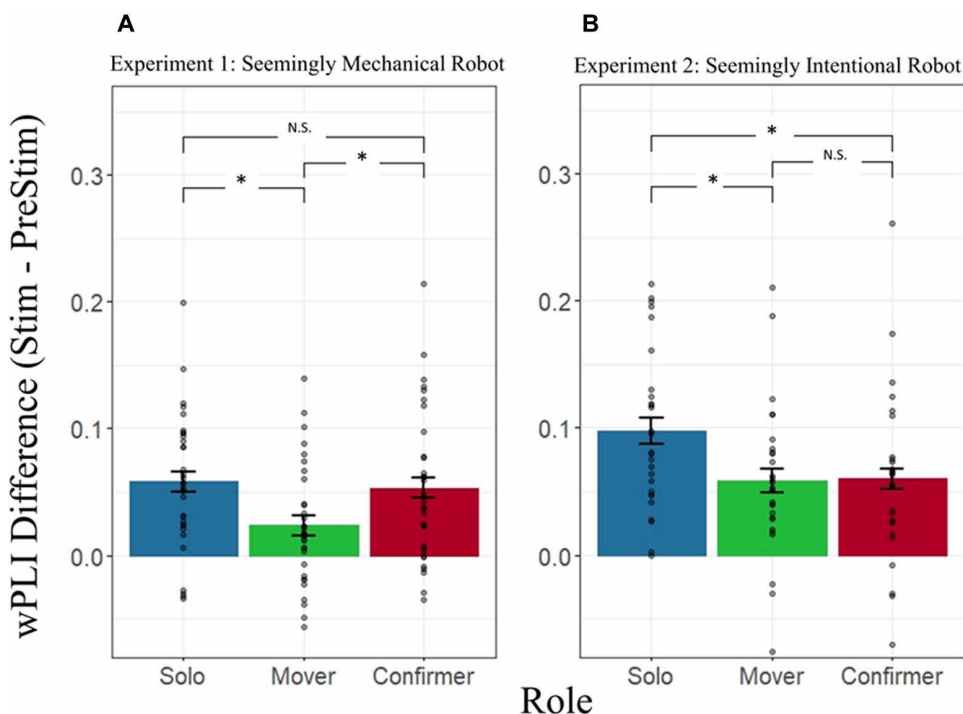 A
B
Experiment 1: Seemingly Mechanical Robot
Experiment 2: Seemingly Intentional Robot
wPLI Difference (Stim - PreStim)
N.S.
*
*
0.3
0.2
0.1
0.0
Solo
Mover
Confirmer
*
N.S.
*
0.3
0.2
0.1
0.0
Solo
Mover
Confirmer
Role